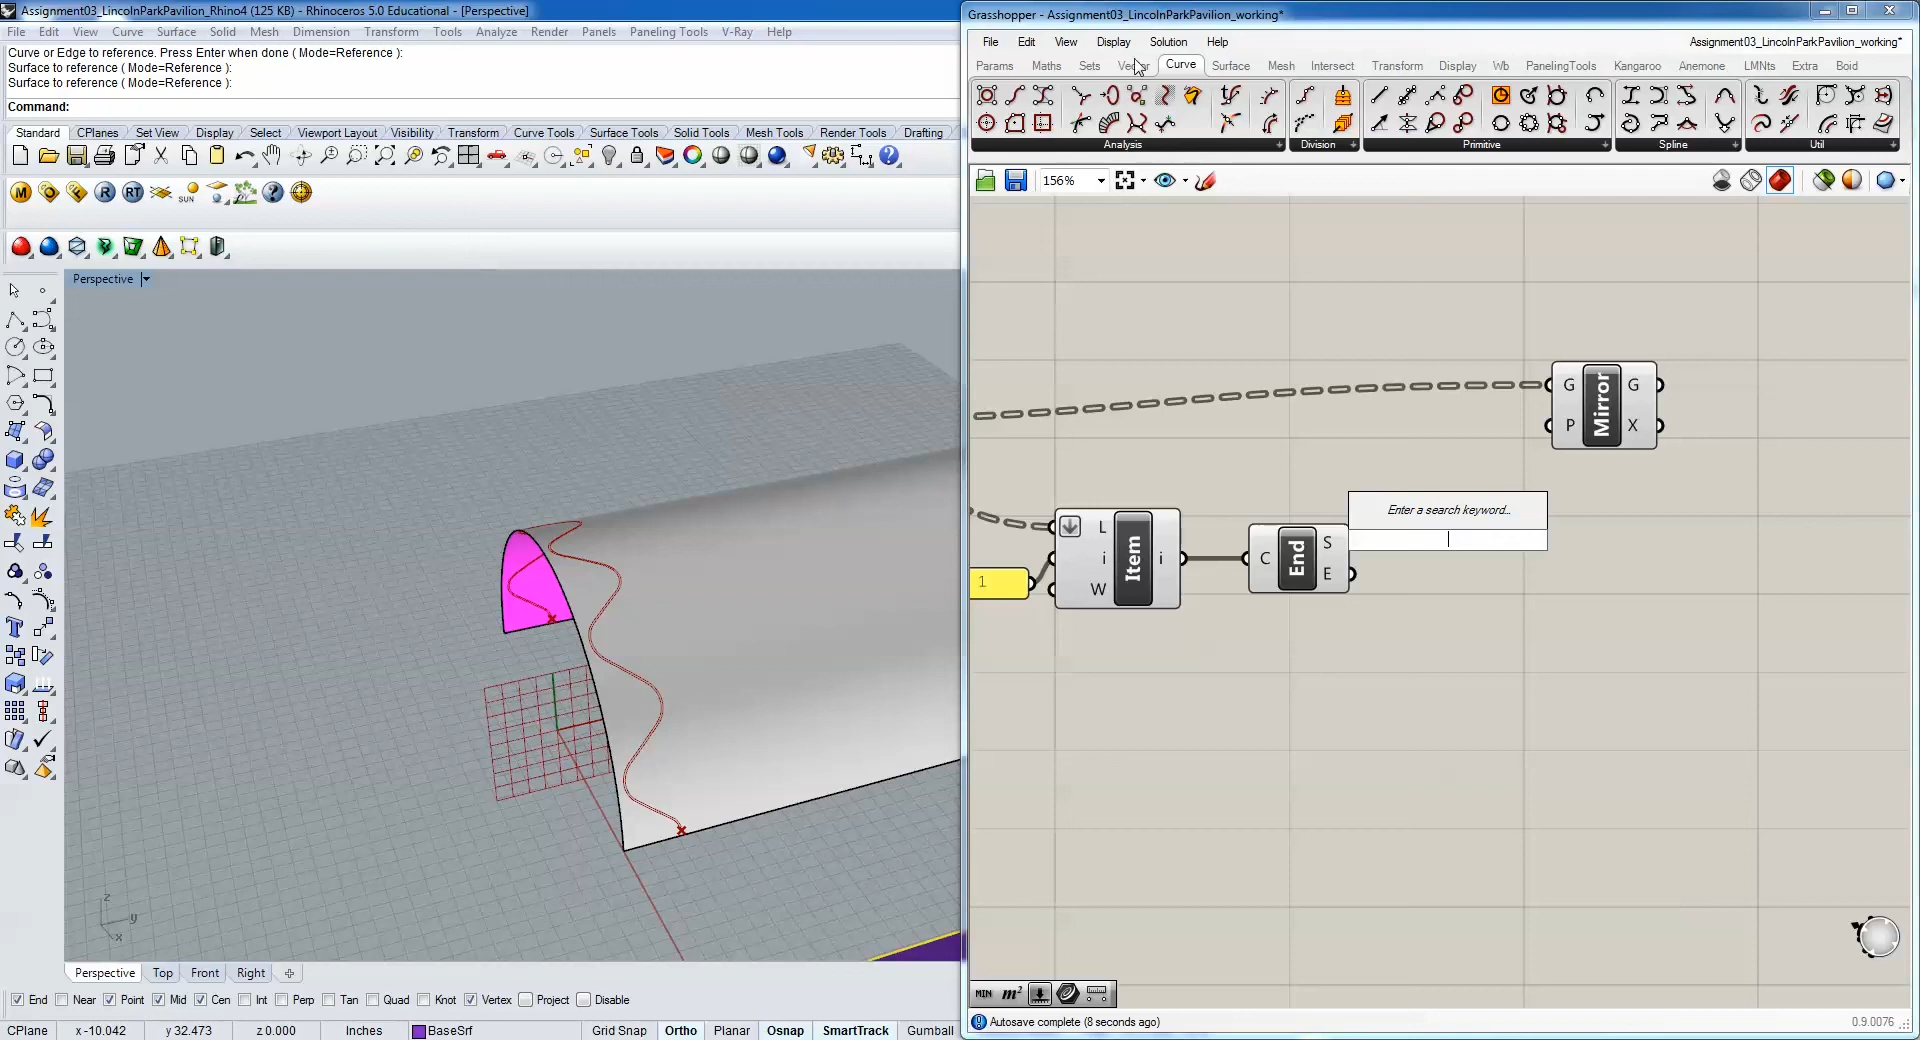 Assignment03_LincolnParkPavilion_Rhino4 (125 KB) - Rhinoceros 5.0 Educational - [Perspective]
File Edit View Curve Surface Solid Mesh Dimension Transform Tools Analyze Render Panels Paneling Tools V-Ray Help
Curve or Edge to reference. Press Enter when done ( Mode=Reference ):
Surface to reference ( Mode=Reference ):
Surface to reference ( Mode=Reference ):
Command:
Standard CPlanes Set View Display Select Viewport Layout Visibility Transform Curve Tools Surface Tools Solid Tools Mesh Tools Render Tools Drafting
M O F R RT SUN
Perspective
z
y
x
Perspective Top Front Right
End Near Point Mid Cen Int Perp Tan Quad Knot Vertex Project Disable
CPlane x -10.042 y 32.473 z 0.000 Inches BaseSrf Grid Snap Ortho Planar Osnap SmartTrack Gumball
Grasshopper - Assignment03_LincolnParkPavilion_working*
File Edit View Display Solution Help
Assignment03_LincolnParkPavilion_working*
Params Maths Sets Curve Surface Mesh Intersect Transform Display Wb PanelingTools Kangaroo Anemone LMNts Extra Boid
Analysis Division Primitive Spline Util
156%
G Mirror G
P X
Enter a search keyword...
L
i Item i
W
1
C End S
E
MIN m²
Autosave complete (8 seconds ago)
0.9.0076